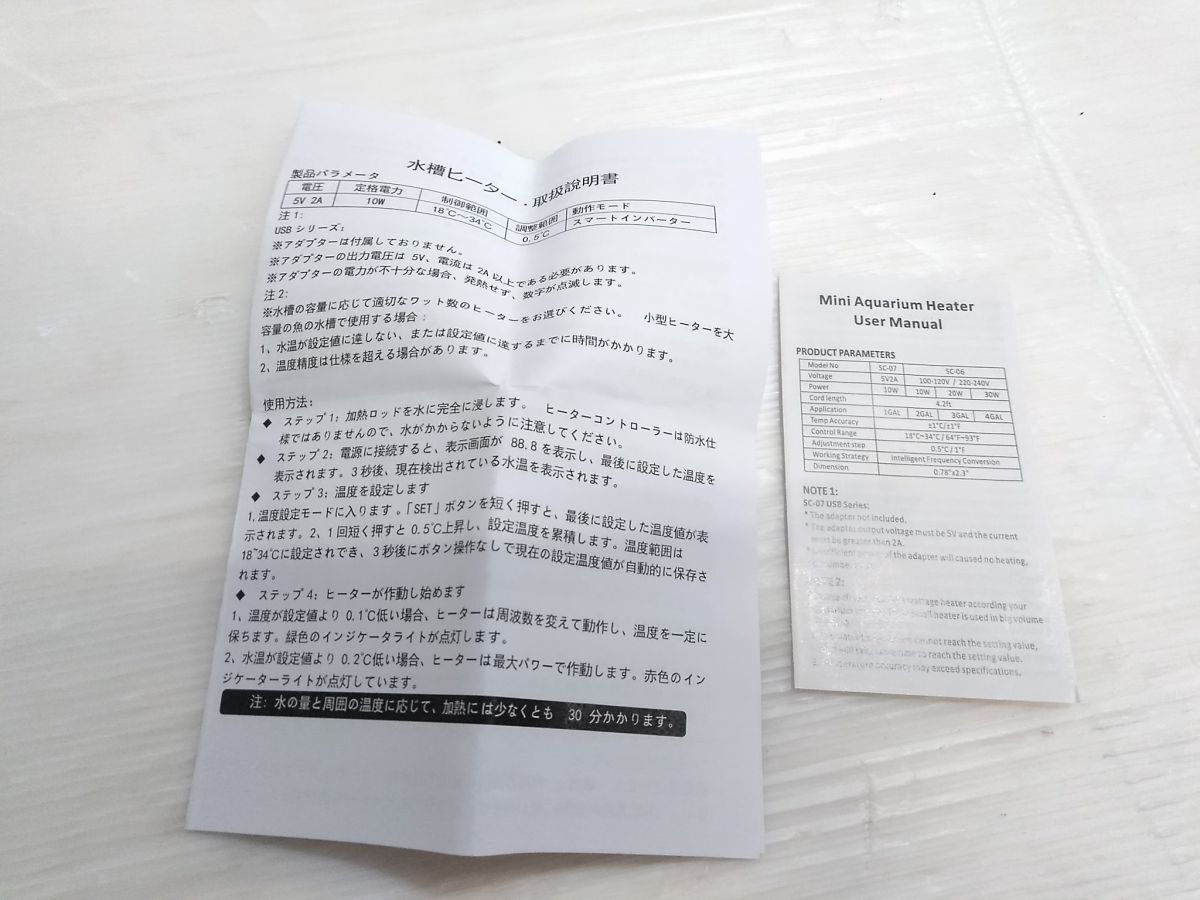 水槽ヒーター・取扱説明書
製品パラメータ
電圧 定格電力 制御範囲 調整範囲 動作モード
5V 2A 10W 18℃～34℃ 0.5℃ スマートインバーター
注 1:
USB シリーズ:
※アダプターは付属しておりません。
※アダプターの出力電圧は 5V、電流は 2A 以上である必要があります。
※アダプターの電力が不十分な場合、発熱せず、数字が点滅します。
注 2:
※水槽の容量に応じて適切なワット数のヒーターをお選びください。 小型ヒーターを大
容量の魚の水槽で使用する場合:
1、水温が設定値に達しない、または設定値に達するまでに時間がかかります。
2、温度精度は仕様を超える場合があります。
使用方法:
◆ ステップ 1; 加熱ロッドを水に完全に浸します。 ヒーターコントローラーは防水仕
様ではありませんので、水がかからないように注意してください。
◆ ステップ 2; 電源に接続すると、表示画面が 88.8 を表示し、最後に設定した温度を
表示されます。3 秒後、現在検出されている水温を表示されます。
◆ ステップ 3; 温度を設定します
1, 温度設定モードに入ります。「SET」ボタンを短く押すと、最後に設定した温度値が表
示されます。2、1 回短く押すと 0.5℃上昇し、設定温度を累積します。温度範囲は
18~34℃に設定されでき、3 秒後にボタン操作なしで現在の設定温度値が自動的に保存さ
れます。
◆ ステップ 4; ヒーターが作動し始めます
1、温度が設定値より 0.1℃低い場合、ヒーターは周波数を変えて動作し、温度を一定に
保ちます。緑色のインジケータライトが点灯します。
2、水温が設定値より 0.2℃低い場合、ヒーターは最大パワーで作動します。赤色のイン
ジケーターライトが点灯しています。
注: 水の量と周囲の温度に応じて、加熱には少なくとも 30 分かかります。
Mini Aquarium Heater
User Manual
PRODUCT PARAMETERS
Model No SC-07 SC-06
Voltage 5V2A 100-120V / 220-240V
Power 10W 10W 20W 30W
Cord length 4.2ft
Application 1GAL 2GAL 3GAL 4GAL
Temp Accuracy ±1℃/±1℉
Control Range 18℃~34℃ / 64℉~93℉
Adjustment step 0.5℃ / 1℉
Working Strategy Intelligent Frequency Conversion
Dimension 0.78"x2.3"
NOTE 1:
SC-07 USB Series:
* The adapter not included.
* The adapter output voltage must be 5V and the current
must be greater then 2A.
of the adapter will caused no heating,
2:
wattage heater according your
heater is used in big volume
not reach the setting value,
to reach the setting value.
accuracy may exceed specifications.